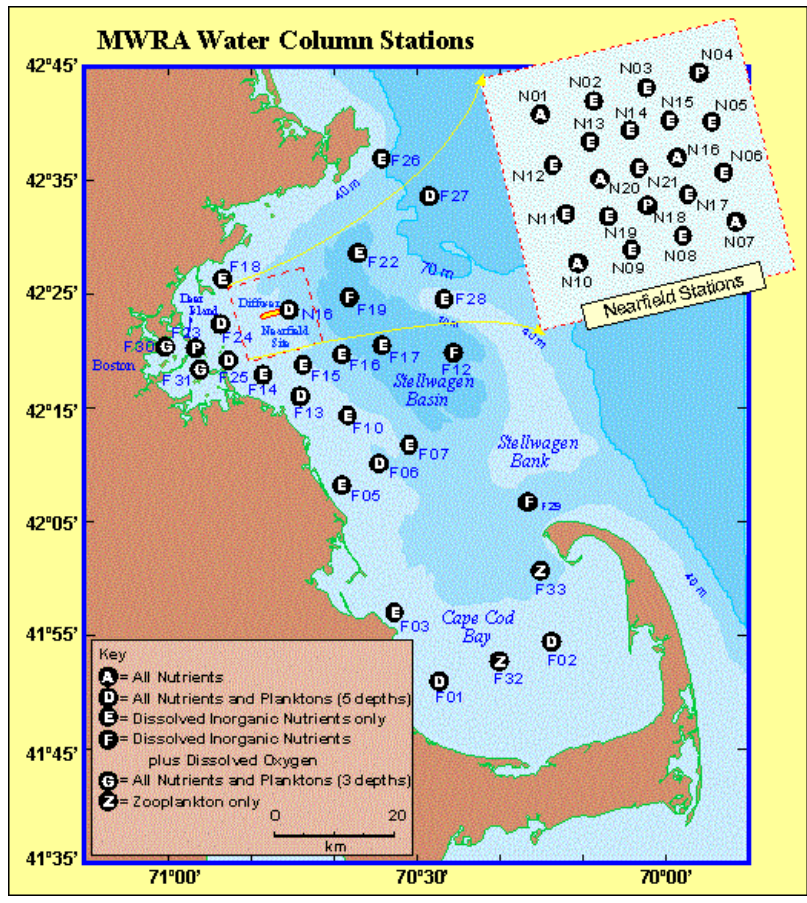 MWRA Water Column Stations
42°45'
42°35'
42°25'
42°15'
42°05'
41°55'
41°45'
41°35'
71°00'
70°30'
70°00'
N01
N02
N03
N04
N13
N14
N15
N05
N12
N20
N21
N16
N06
N11
N19
N18
N17
N10
N09
N08
N07
A
E
E
P
E
E
E
E
E
A
E
A
E
E
E
P
E
A
E
E
A
Nearfield Stations
E F26
40 m
D F27
E F22
70 m
F18
E
Deer
Island
Diffuser
D N16
Nearfield
Site
F F19
E F28
40 m
F23
F30 G
P
D F24
Boston
F31 G
D F25
E F14
E F15
E F16
E F17
F F12
Stellwagen
Basin
D F13
E F10
E F07
D F06
E F05
Stellwagen
Bank
F F29
Z F33
40 m
E F03
Cape Cod
Bay
D F02
Z F32
D F01
Key
A = All Nutrients
D = All Nutrients and Planktons (5 depths)
E = Dissolved Inorganic Nutrients only
F = Dissolved Inorganic Nutrients
plus Dissolved Oxygen
G = All Nutrients and Planktons (3 depths)
Z = Zooplankton only
0 20
km